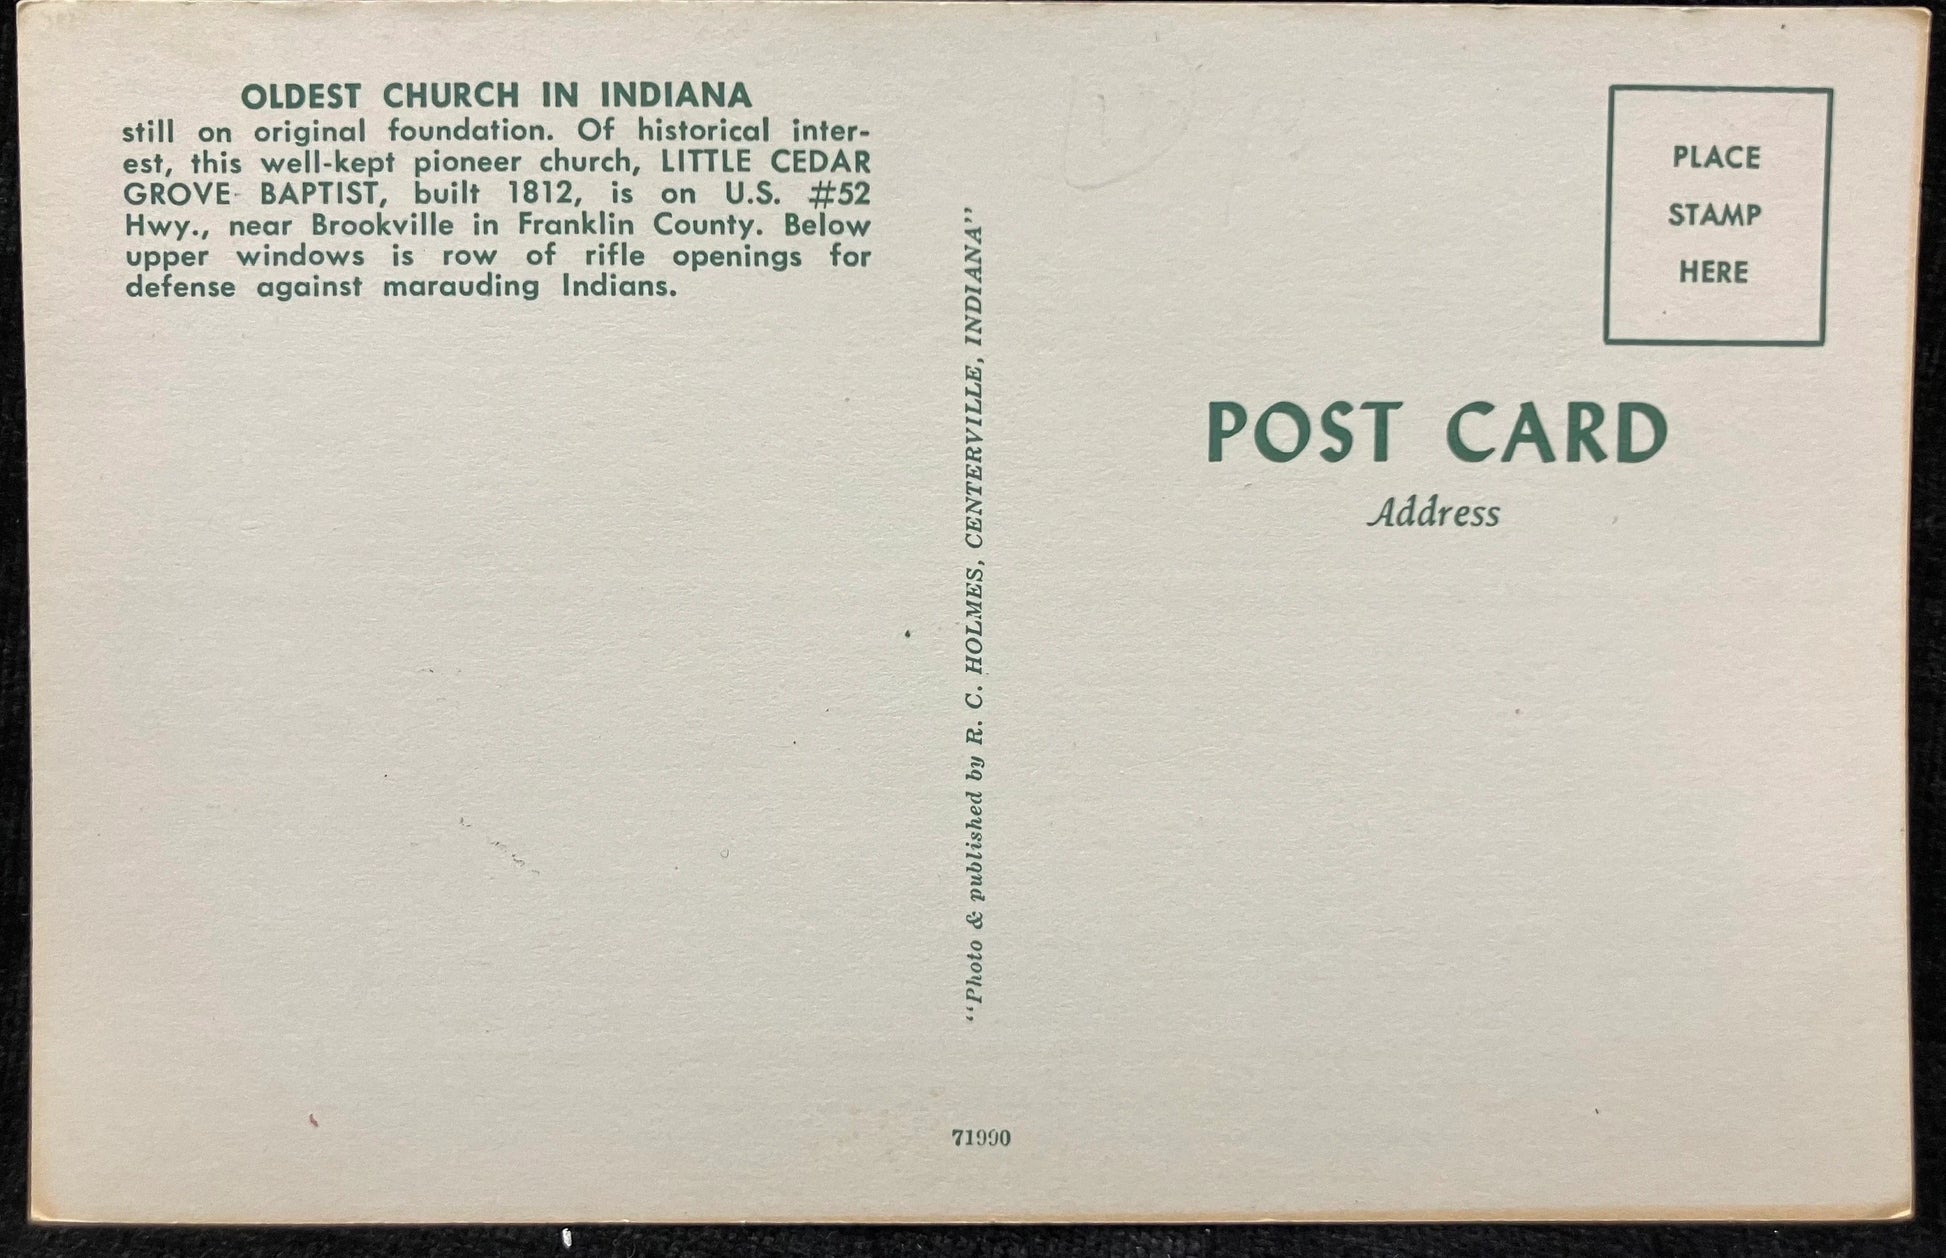 OLDEST CHURCH IN INDIANA
still on original foundation. Of historical inter-
est, this well-kept pioneer church, LITTLE CEDAR
GROVE BAPTIST, built 1812, is on U.S. #52
Hwy., near Brookville in Franklin County. Below
upper windows is row of rifle openings for
defense against marauding Indians.
"Photo & published by R. C. HOLMES, CENTERVILLE, INDIANA"
71990
PLACE
STAMP
HERE
POST CARD
Address